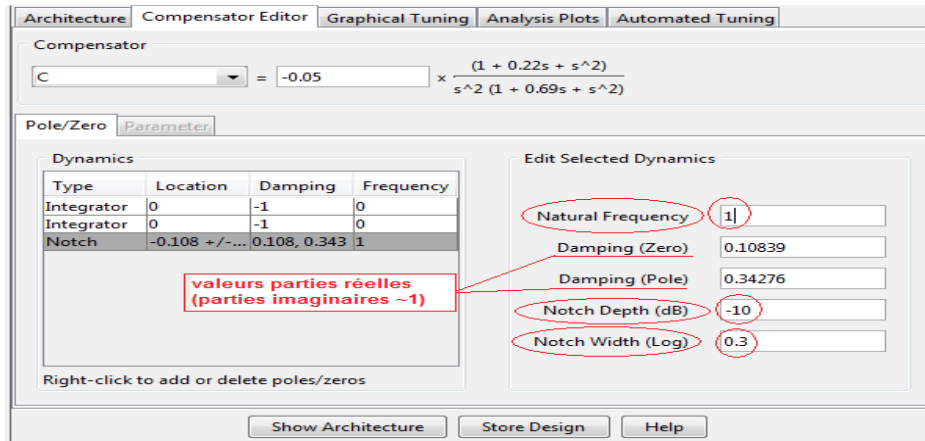 Architecture Compensator Editor Graphical Tuning Analysis Plots Automated Tuning
Compensator
C = -0.05 x (1 + 0.22s + s^2)
s^2 (1 + 0.69s + s^2)
Pole/Zero Parameter
Dynamics
Type Location Damping Frequency
Integrator 0 -1 0
Integrator 0 -1 0
Notch -0.108 +/-... 0.108, 0.343 1
valeurs parties réelles
(parties imaginaires ~1)
Right-click to add or delete poles/zeros
Edit Selected Dynamics
Natural Frequency 1
Damping (Zero) 0.10839
Damping (Pole) 0.34276
Notch Depth (dB) -10
Notch Width (Log) 0.3
Show Architecture Store Design Help